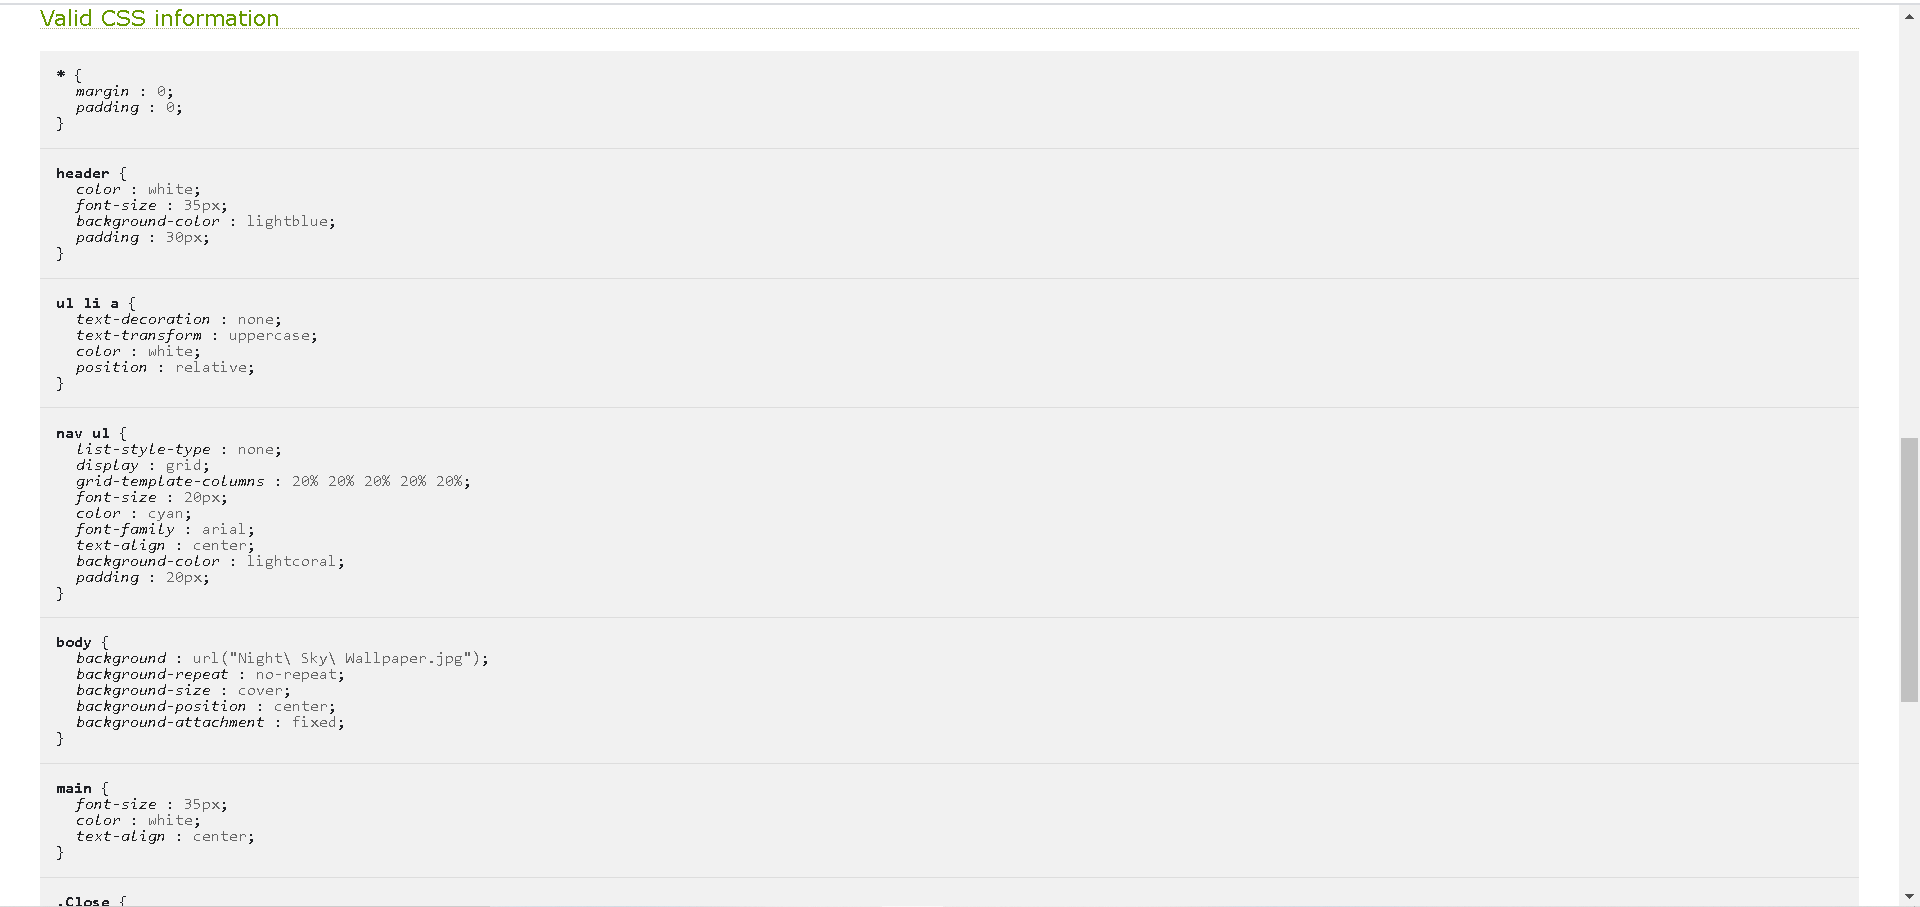 Valid CSS information
* {
margin : 0;
padding : 0;
}
header {
color : white;
font-size : 35px;
background-color : lightblue;
padding : 30px;
}
ul li a {
text-decoration : none;
text-transform : uppercase;
color : white;
position : relative;
}
nav ul {
list-style-type : none;
display : grid;
grid-template-columns : 20% 20% 20% 20% 20%;
font-size : 20px;
color : cyan;
font-family : arial;
text-align : center;
background-color : lightcoral;
padding : 20px;
}
body {
background : url("Night\ Sky\ Wallpaper.jpg");
background-repeat : no-repeat;
background-size : cover;
background-position : center;
background-attachment : fixed;
}
main {
font-size : 35px;
color : white;
text-align : center;
}
.Close {